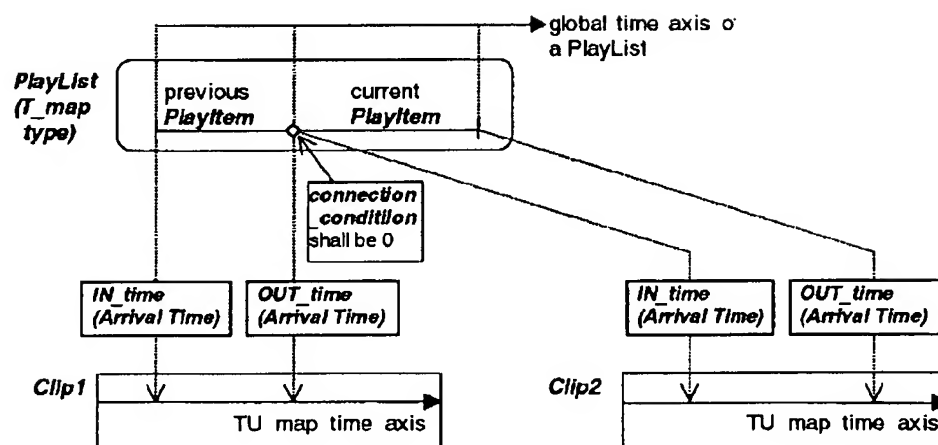 global time axis o
a PlayList
PlayList
(T_map
type)
previous
PlayItem
current
PlayItem
connection
_condition
shall be 0
IN_time
(Arrival Time)
OUT_time
(Arrival Time)
IN_time
(Arrival Time)
OUT_time
(Arrival Time)
Clip1
TU map time axis
Clip2
TU map time axis